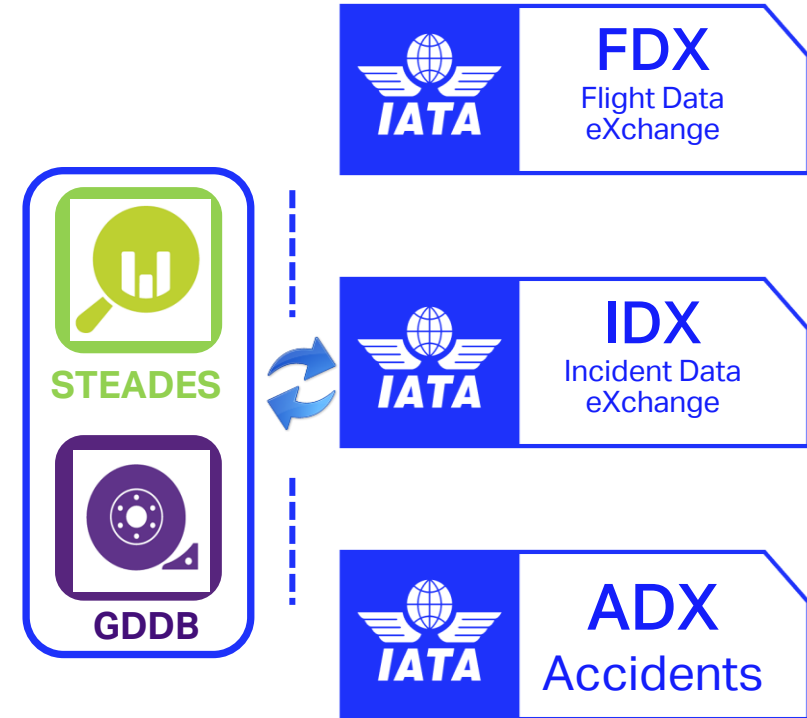 IATA
FDX
Flight Data
eXchange
STEADES
GDDB
IATA
IDX
Incident Data
eXchange
IATA
ADX
Accidents